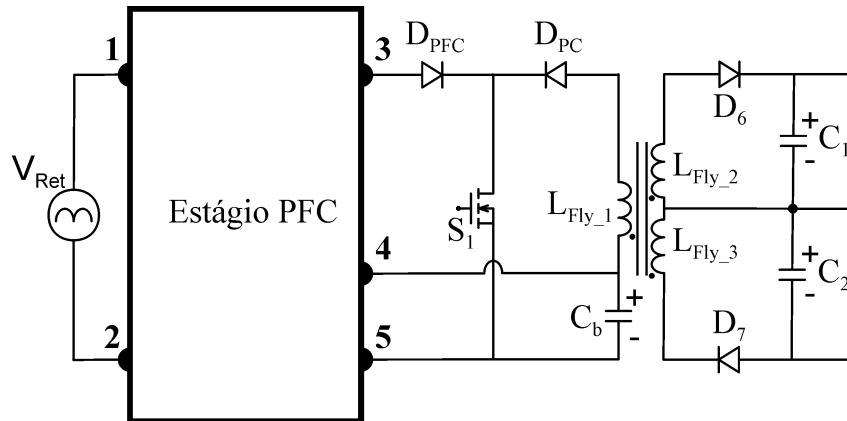 1
3
D_PFC
D_PC
D_6
C_1
V_Ret
Estágio PFC
S_1
L_Fly_1
L_Fly_2
L_Fly_3
4
C_b
C_2
2
5
D_7
+
-
+
-
+
-